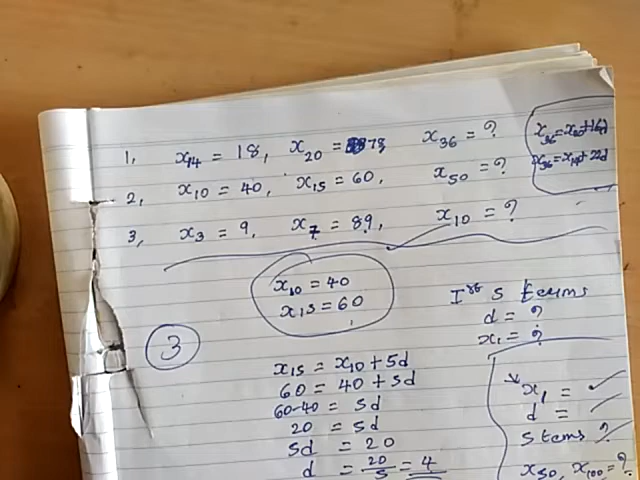 1, x14 = 18, x20 = 78, x36 = ?
x36 = x20 + 16d
x36 = x14 + 22d
2, x10 = 40, x15 = 60, x50 = ?
3, x3 = 9, x7 = 89, x10 = ?
x10 = 40
x15 = 60
3
Ist 5 terms
d = ?
x1 = ?
x15 = x10 + 5d
60 = 40 + 5d
60-40 = 5d
20 = 5d
5d = 20
d = 20/5 = 4
x1 =
d =
5 tems ?
x50, x100 = ?